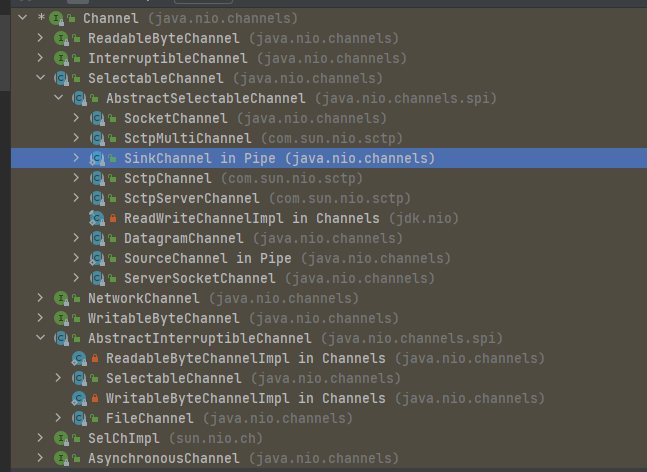 * Channel (java.nio.channels)
ReadableByteChannel (java.nio.channels)
InterruptibleChannel (java.nio.channels)
SelectableChannel (java.nio.channels)
AbstractSelectableChannel (java.nio.channels.spi)
SocketChannel (java.nio.channels)
SctpMultiChannel (com.sun.nio.sctp)
SinkChannel in Pipe (java.nio.channels)
SctpChannel (com.sun.nio.sctp)
SctpServerChannel (com.sun.nio.sctp)
ReadWriteChannelImpl in Channels (jdk.nio)
DatagramChannel (java.nio.channels)
SourceChannel in Pipe (java.nio.channels)
ServerSocketChannel (java.nio.channels)
NetworkChannel (java.nio.channels)
WritableByteChannel (java.nio.channels)
AbstractInterruptibleChannel (java.nio.channels.spi)
ReadableByteChannelImpl in Channels (java.nio.channels)
SelectableChannel (java.nio.channels)
WritableByteChannelImpl in Channels (java.nio.channels)
FileChannel (java.nio.channels)
SelChImpl (sun.nio.ch)
AsynchronousChannel (java.nio.channels)